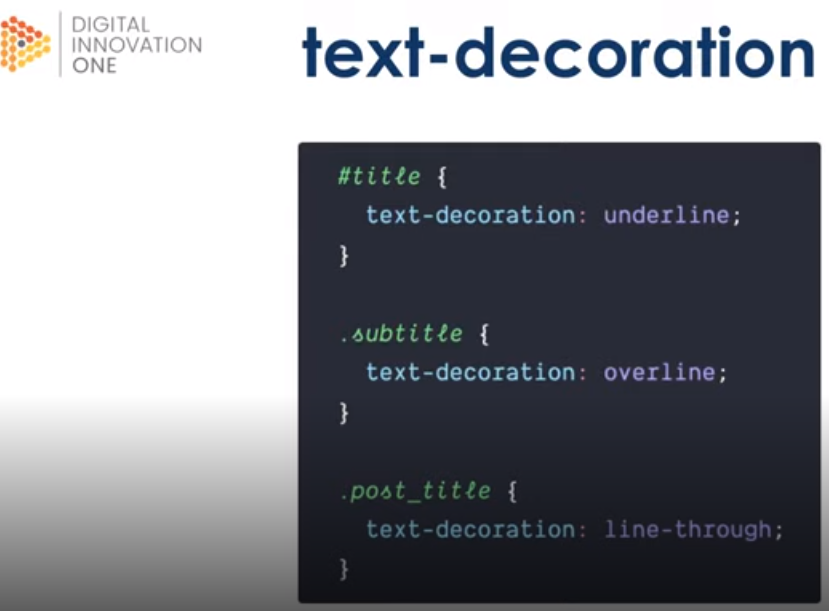 DIGITAL
INNOVATION
ONE
text-decoration
#title {
text-decoration: underline;
}
.subtitle {
text-decoration: overline;
}
.post_title {
text-decoration: line-through;
}